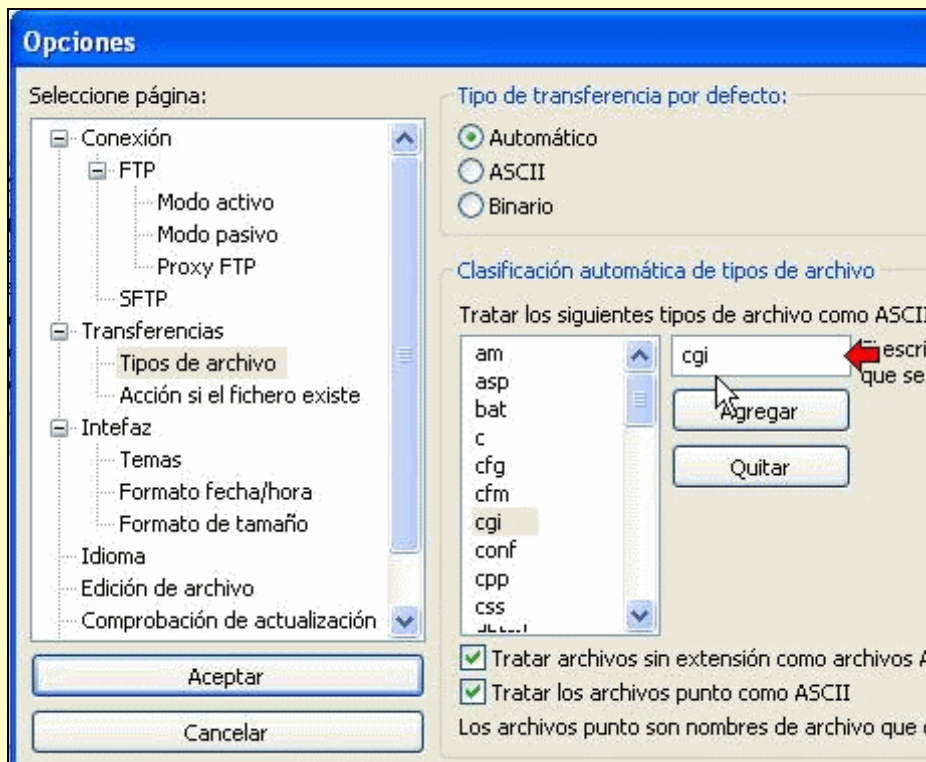 Opciones
Seleccione página:
Conexión
FTP
Modo activo
Modo pasivo
Proxy FTP
SFTP
Transferencias
Tipos de archivo
Acción si el fichero existe
Intefaz
Temas
Formato fecha/hora
Formato de tamaño
Idioma
Edición de archivo
Comprobación de actualización
Aceptar
Cancelar
Tipo de transferencia por defecto:
Automático
ASCII
Binario
Clasificación automática de tipos de archivo
Tratar los siguientes tipos de archivo como ASCII
am
asp
bat
c
cfg
cfm
cgi
conf
cpp
css
cgi
que se
Agregar
Quitar
Tratar archivos sin extensión como archivos A
Tratar los archivos punto como ASCII
Los archivos punto son nombres de archivo que